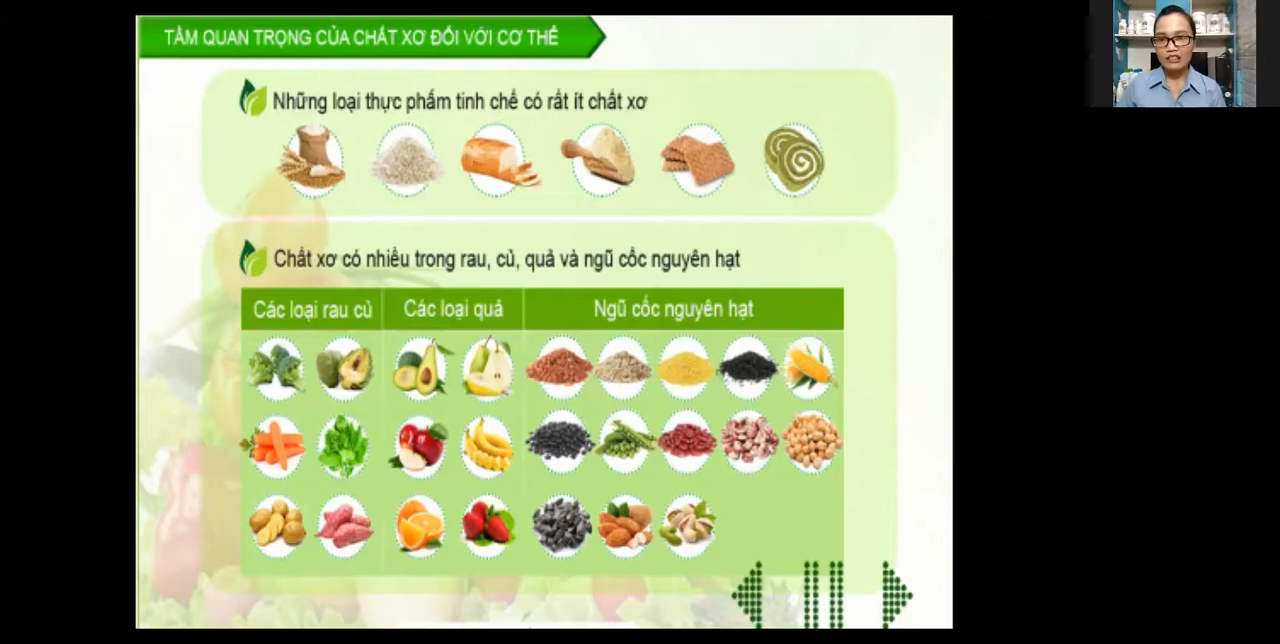 TẦM QUAN TRỌNG CỦA CHẤT XƠ ĐỐI VỚI CƠ THỂ
Những loại thực phẩm tinh chế có rất ít chất xơ
Chất xơ có nhiều trong rau, củ, quả và ngũ cốc nguyên hạt
Các loại rau củ
Các loại quả
Ngũ cốc nguyên hạt